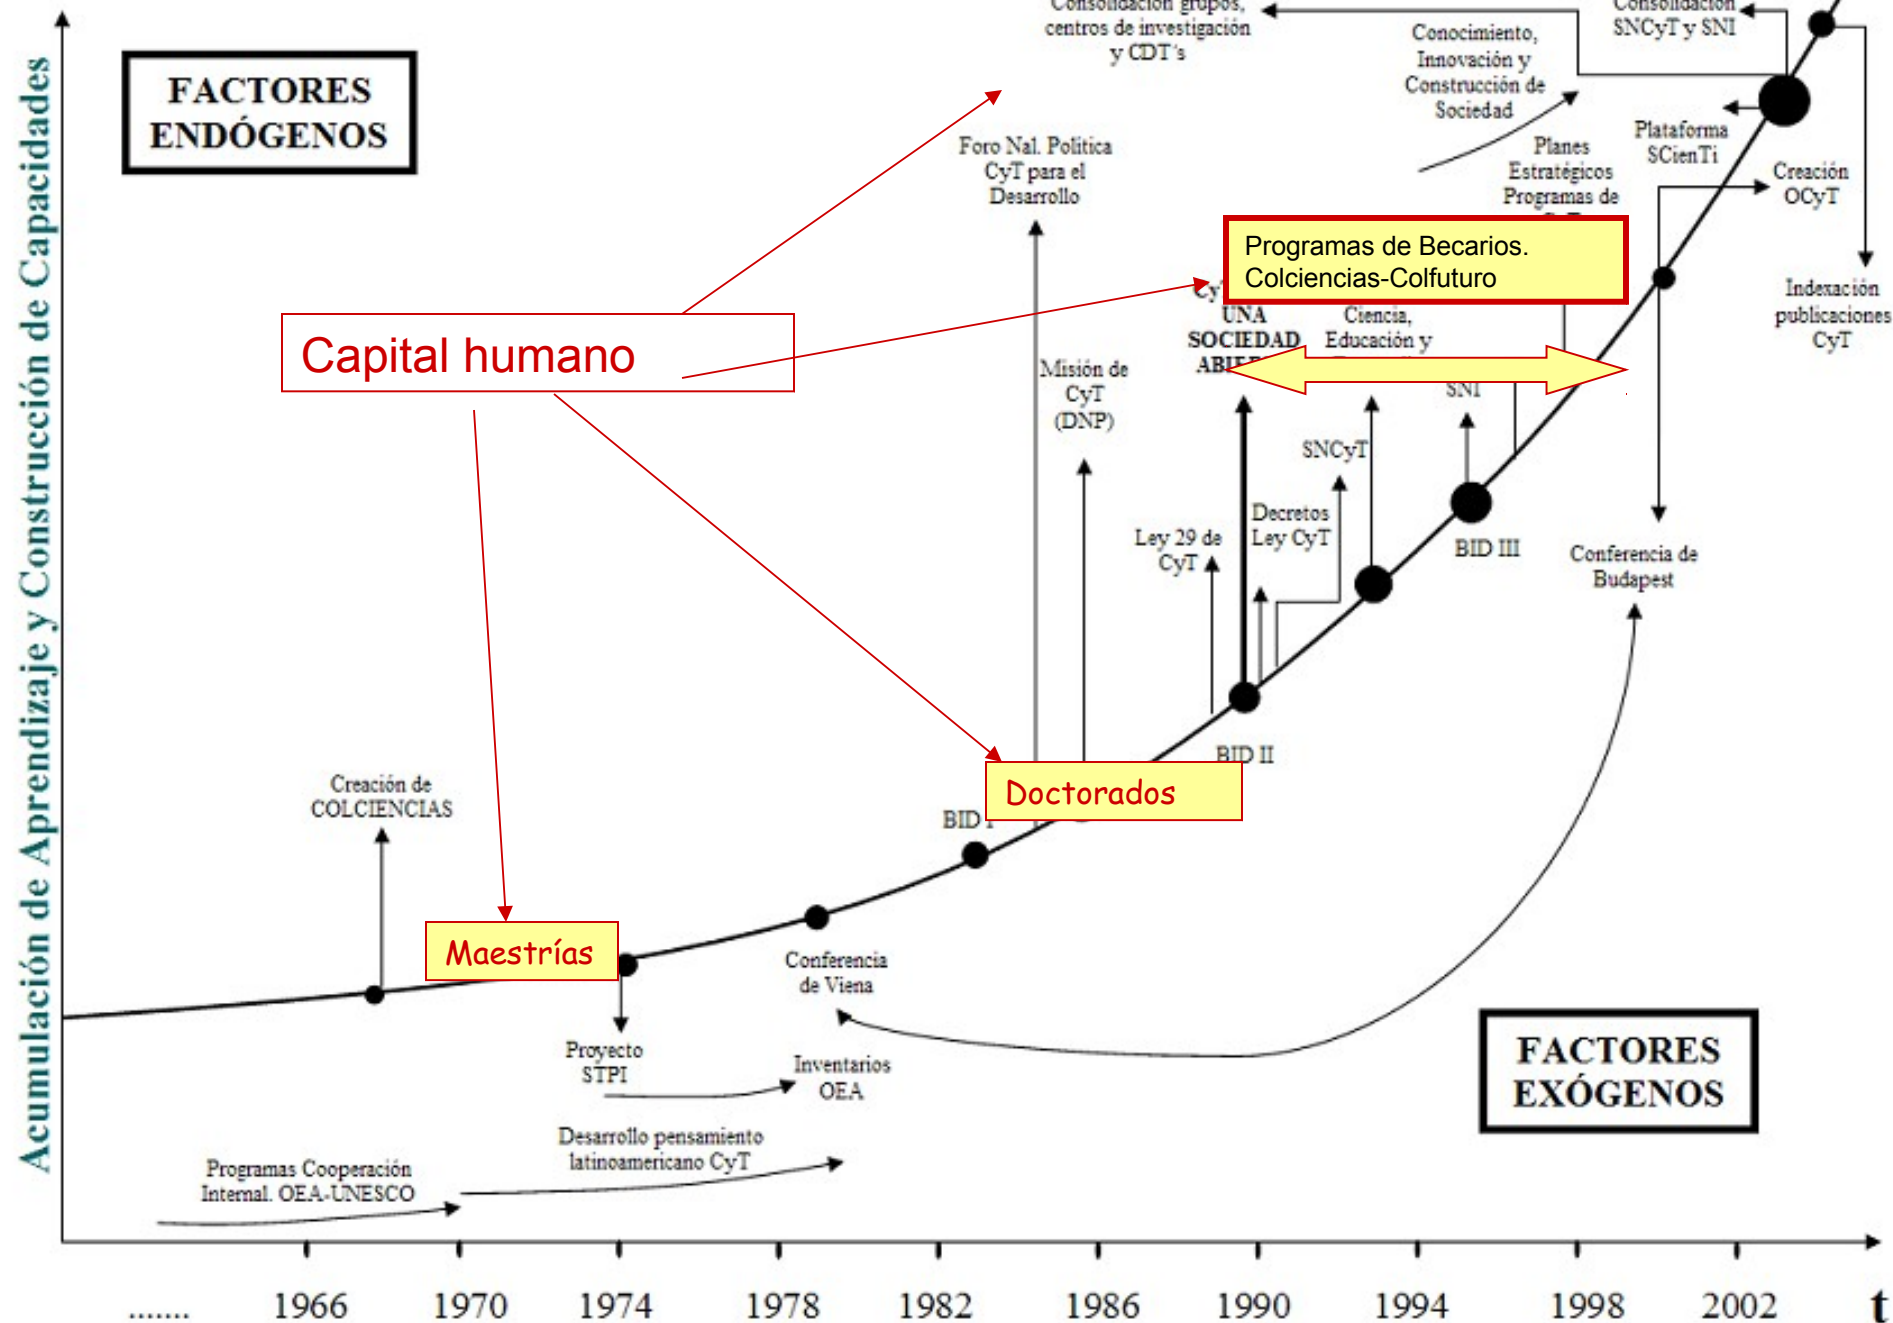 Acumulación de Aprendizaje y Construcción de Capacidades
FACTORES
ENDÓGENOS
Consolidación grupos,
centros de investigación
y CDT´s
Consolidación
SNCyT y SNI
Conocimiento,
Innovación y
Construcción de
Sociedad
Foro Nal. Política
CyT para el
Desarrollo
Plataforma
SCienTi
Planes
Estratégicos
Programas de
Creación
OCyT
Programas de Becarios.
Colciencias-Colfuturo
Indexación
publicaciones
CyT
UNA
SOCIEDAD
Ciencia,
Educación y
Capital humano
Misión de
CyT
(DNP)
SNI
SNCyT
Ley 29 de
CyT
Decretos
Ley CyT
BID III
Conferencia de
Budapest
BID II
Doctorados
BID I
Creación de
COLCIENCIAS
Maestrías
Conferencia
de Viena
Proyecto
STPI
Inventarios
OEA
FACTORES
EXÓGENOS
Desarrollo pensamiento
latinoamericano CyT
Programas Cooperación
Internal. OEA-UNESCO
....... 1966 1970 1974 1978 1982 1986 1990 1994 1998 2002 t